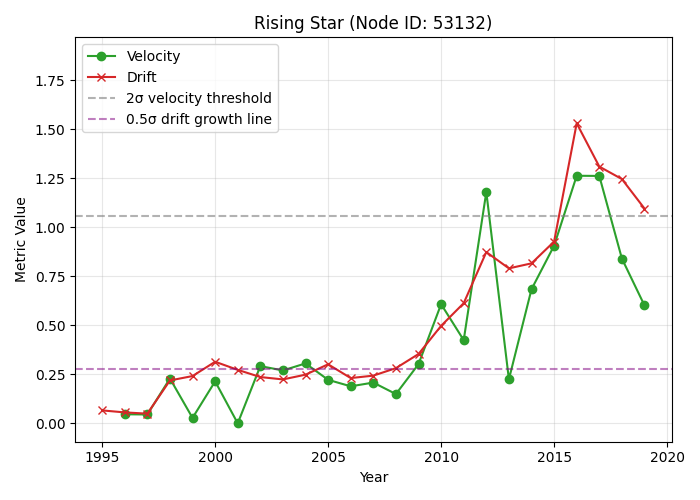 Rising Star (Node ID: 53132)
Velocity
Drift
2σ velocity threshold
0.5σ drift growth line
Metric Value
1.75
1.50
1.25
1.00
0.75
0.50
0.25
0.00
1995
2000
2005
2010
2015
2020
Year